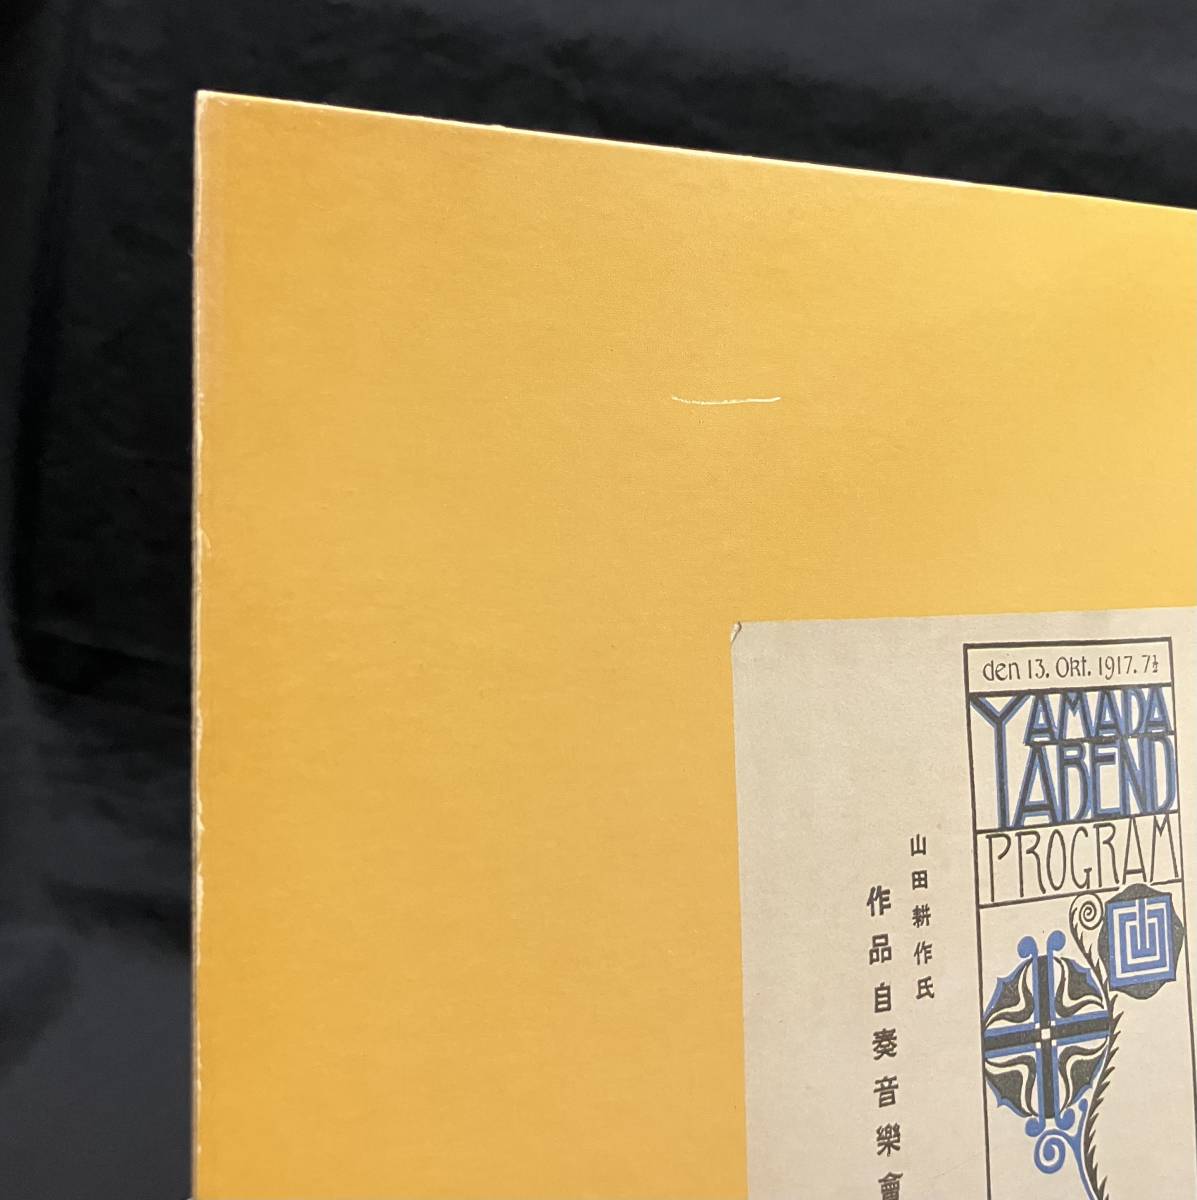 den 13. Okt. 1917. 7½
YAMADA
ABEND
PROGRAM
山田耕作氏
作品自奏音樂會